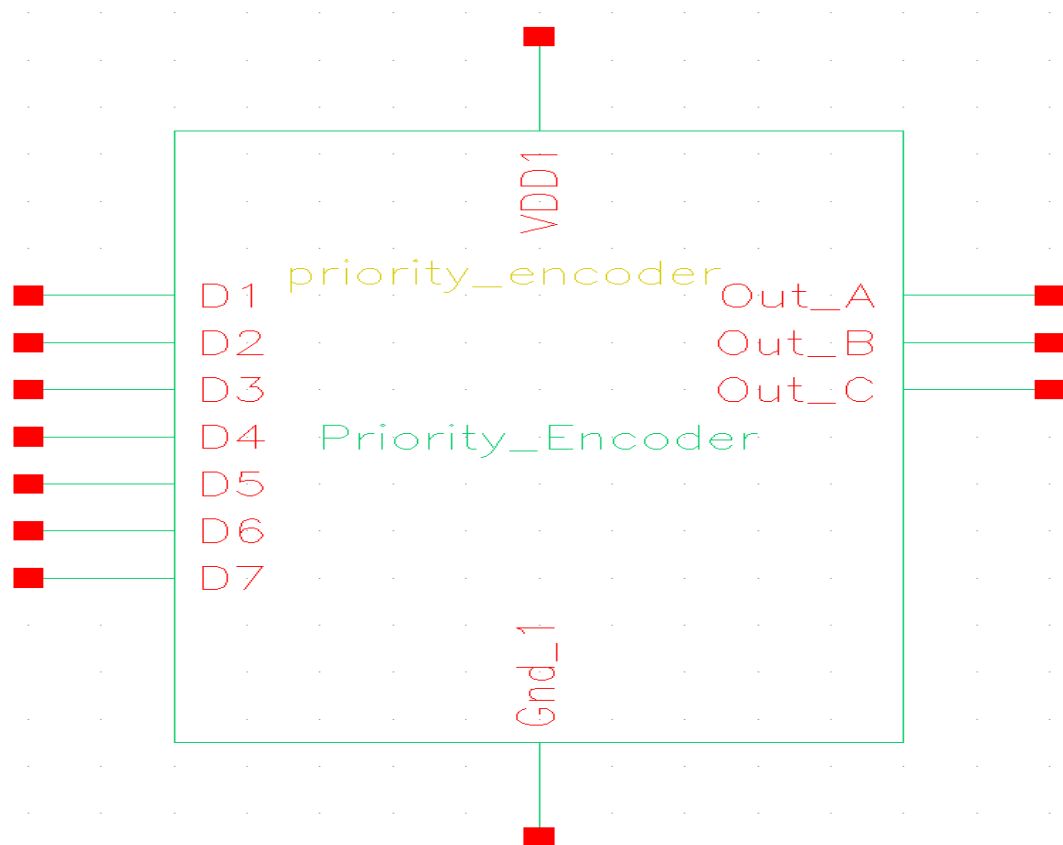 VDD1
priority_encoder
D1 Out_A
D2 Out_B
D3 Out_C
D4 Priority_Encoder
D5
D6
D7
Gnd_1